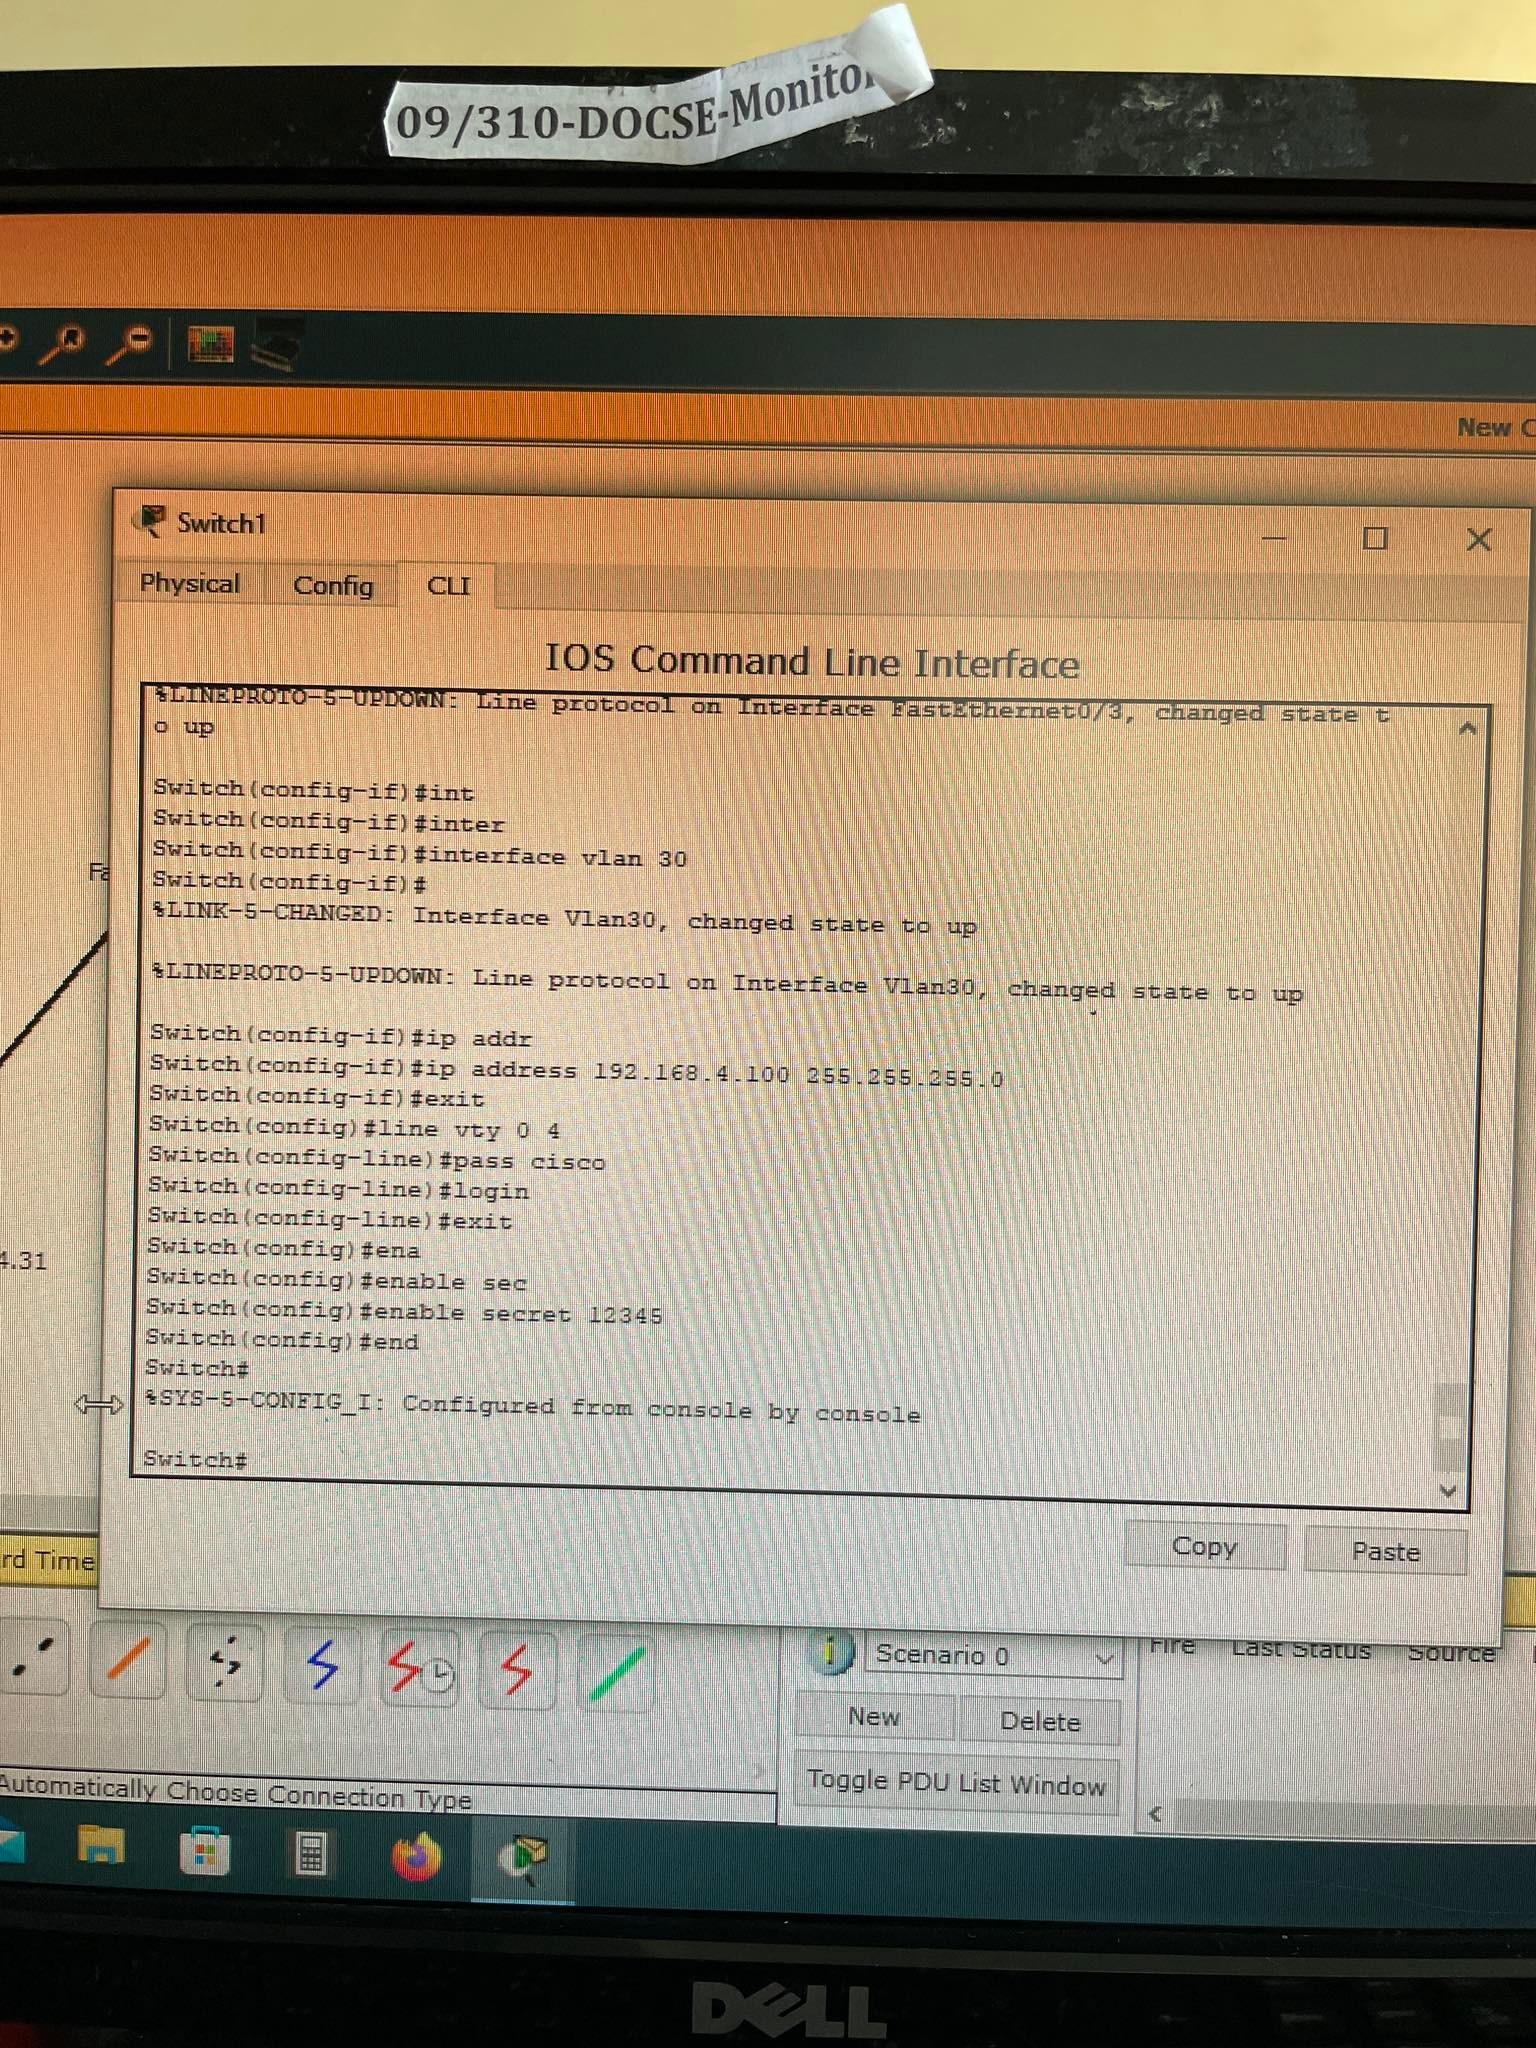 09/310-DOCSE-Monitor
New C
Switch1
Physical Config CLI
IOS Command Line Interface
%LINEPROTO-5-UPDOWN: Line protocol on Interface FastEthernet0/3, changed state t
o up
Switch(config-if)#int
Switch(config-if)#inter
Switch(config-if)#interface vlan 30
Switch(config-if)#
%LINK-5-CHANGED: Interface Vlan30, changed state to up
%LINEPROTO-5-UPDOWN: Line protocol on Interface Vlan30, changed state to up
Switch(config-if)#ip addr
Switch(config-if)#ip address 192.168.4.100 255.255.255.0
Switch(config-if)#exit
Switch(config)#line vty 0 4
Switch(config-line)#pass cisco
Switch(config-line)#login
Switch(config-line)#exit
Switch(config)#ena
Switch(config)#enable sec
Switch(config)#enable secret 12345
Switch(config)#end
Switch#
%SYS-5-CONFIG_I: Configured from console by console
Switch#
Copy Paste
Fa
4.31
rd Time
Scenario 0
Fire Last Status Source
New Delete
Toggle PDU List Window
Automatically Choose Connection Type
DELL